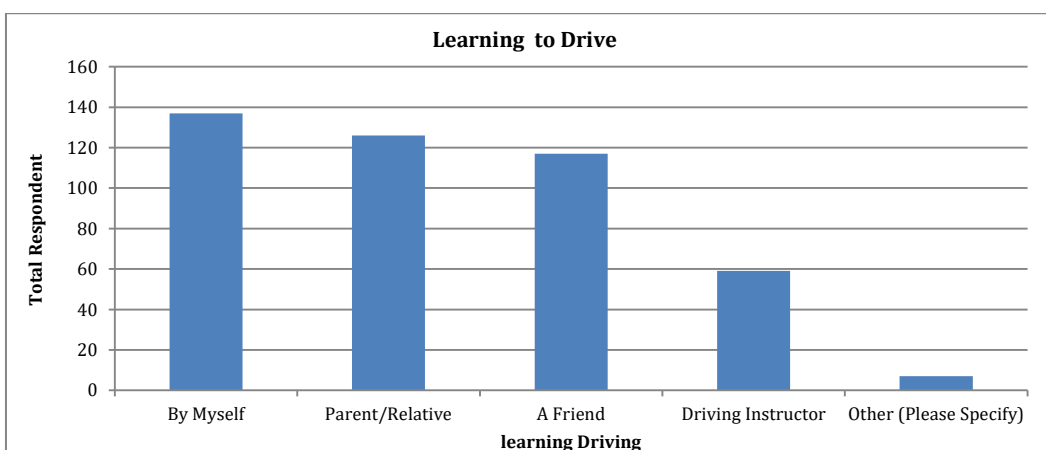 Learning to Drive
160
140
120
100
80
60
40
20
0
Total Respondent
By Myself Parent/Relative A Friend Driving Instructor Other (Please Specify)
learning Driving